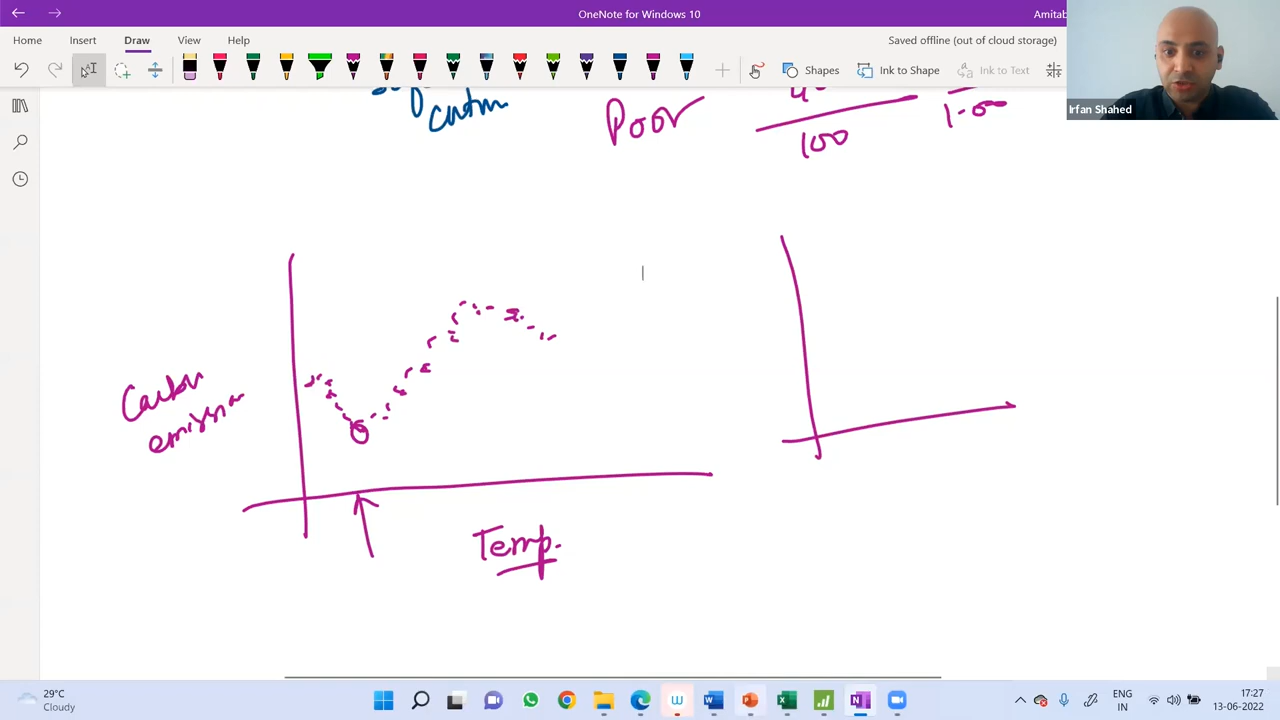 OneNote for Windows 10
Amitab
Home
Insert
Draw
View
Help
Saved offline (out of cloud storage)
Shapes
Ink to Shape
Ink to Text
Irfan Shahed
Poor
100
Carbon
emission
Temp.
29°C
Cloudy
ENG
IN
17:27
13-06-2022